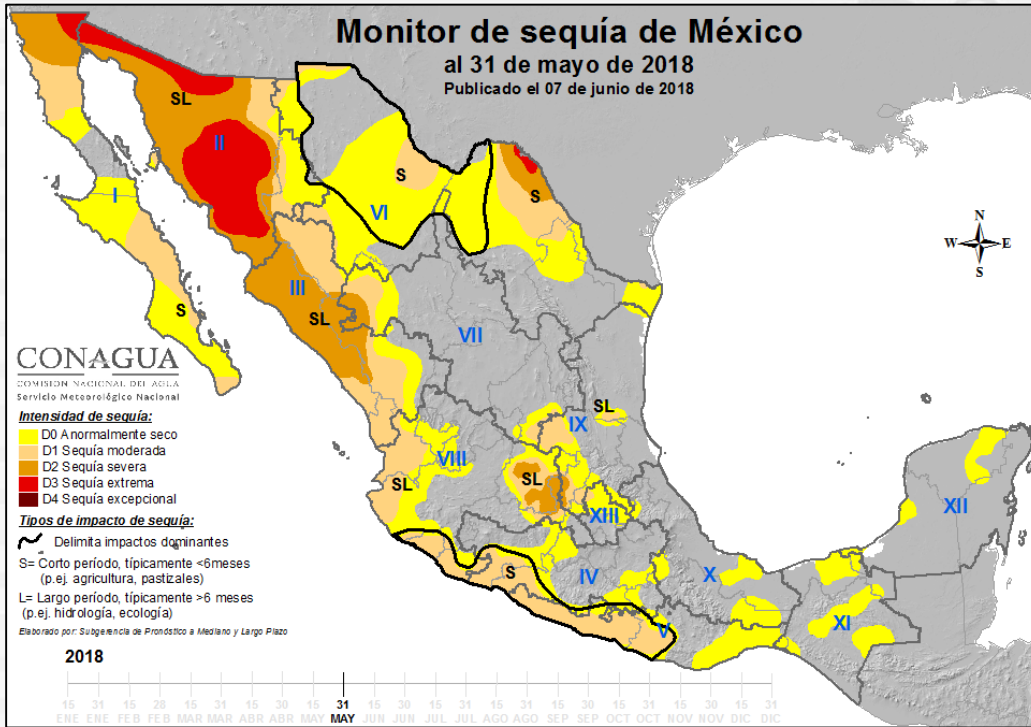 Monitor de sequía de México
al 31 de mayo de 2018
Publicado el 07 de junio de 2018
SL
II
S
S
I
VI
N
W E
S
III
SL
S
VII
CONAGUA
COMISIÓN NACIONAL DEL AGUA
Servicio Meteorológico Nacional
Intensidad de sequía:
D0 Anormalmente seco
D1 Sequía moderada
D2 Sequía severa
D3 Sequía extrema
D4 Sequía excepcional
SL
IX
VIII
SL
SL
XII
XIII
Tipos de impacto de sequía:
Delimita impactos dominantes
S= Corto período, típicamente <6meses
(p.ej. agricultura, pastizales)
L= Largo período, típicamente >6 meses
(p.ej. hidrología, ecología)
S
IV
X
V
XI
Elaborado por: Subgerencia de Pronóstico a Mediano y Largo Plazo
2018
15 31 15 28 15 31 15 30 15 31 15 30 15 31 15 31 15 30 15 31 15 30 15 31
ENE ENE FEB FEB MAR MAR ABR ABR MAY MAY JUN JUN JUL JUL AGO AGO SEP SEP OCT OCT NOV NOV DIC DIC